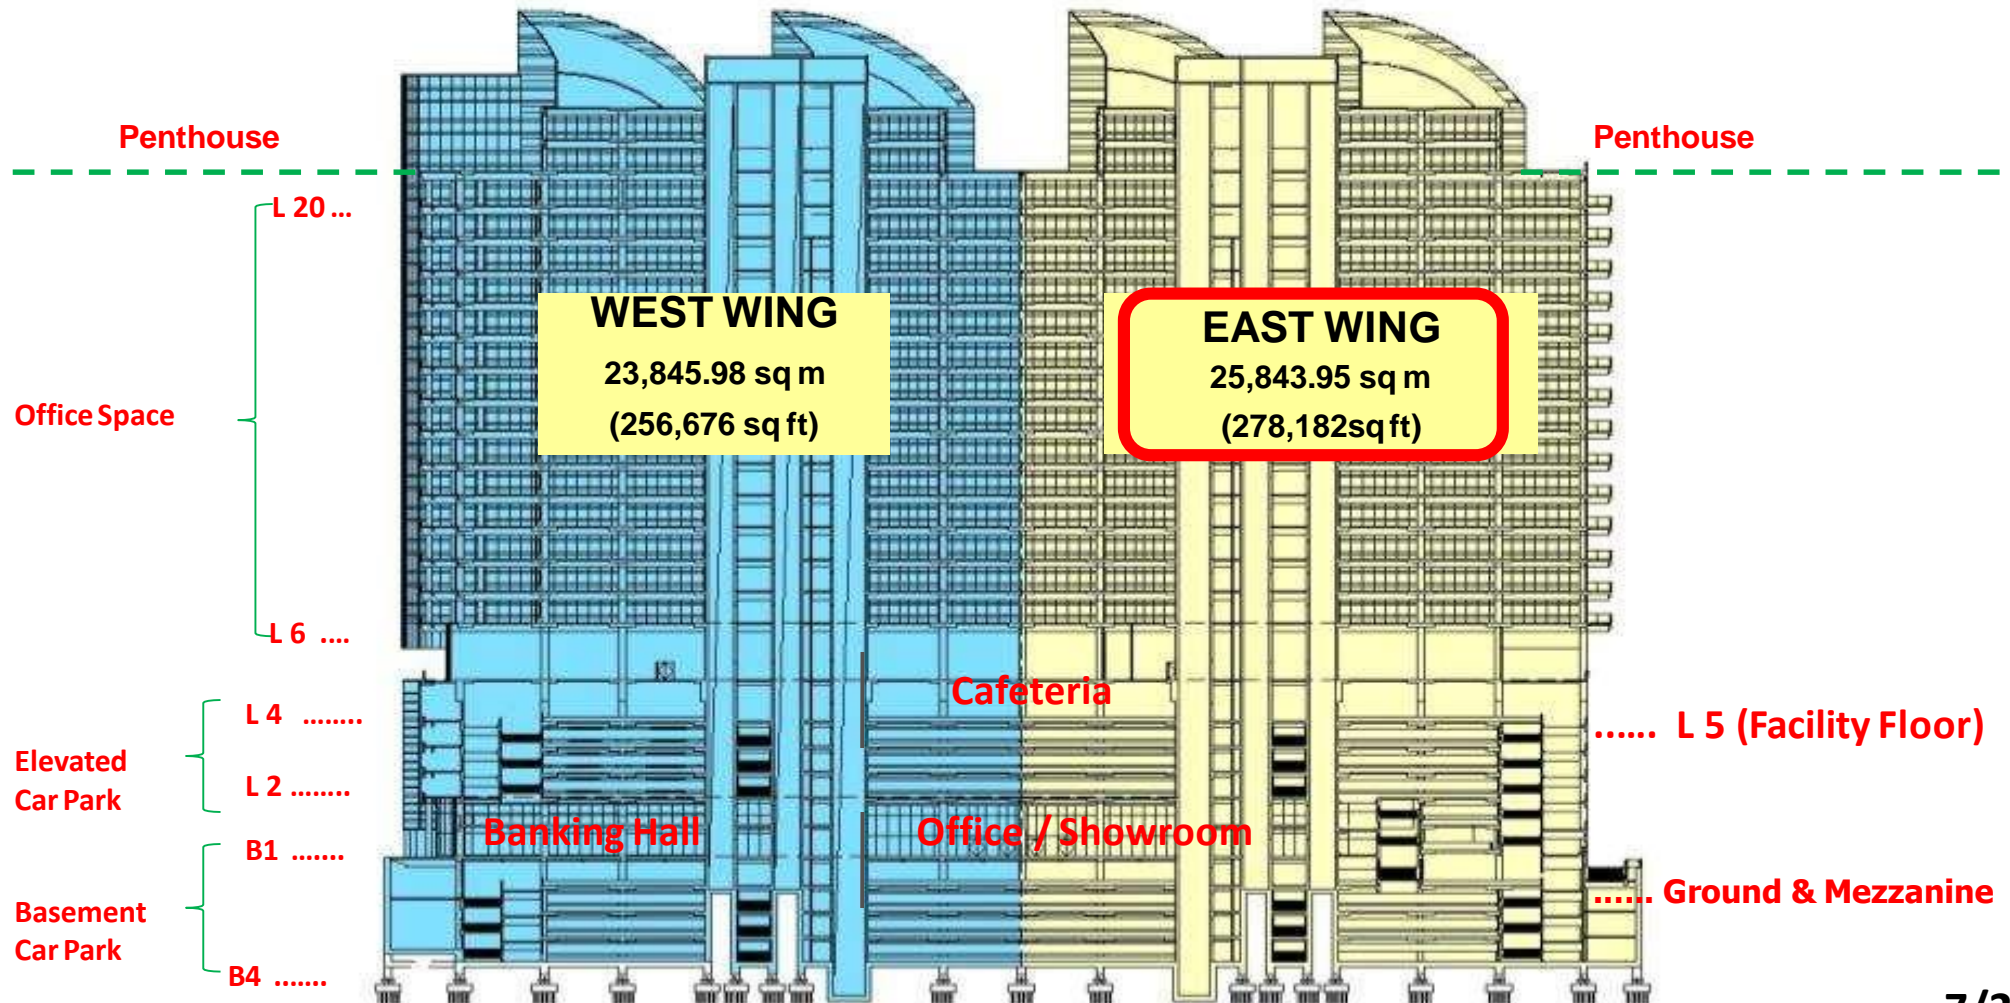 Penthouse
Penthouse
L 20 ...
WEST WING
23,845.98 sq m
(256,676 sq ft)
EAST WING
25,843.95 sq m
(278,182sq ft)
Office Space
L 6 ....
Cafeteria
L 4 ........
...... L 5 (Facility Floor)
Elevated
Car Park
L 2 ........
Banking Hall
Office / Showroom
B1 .......
...... Ground & Mezzanine
Basement
Car Park
B4 .......
7/2